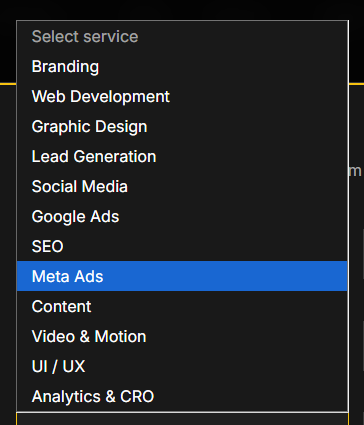 Select service
Branding
Web Development
Graphic Design
Lead Generation
Social Media
Google Ads
SEO
Meta Ads
Content
Video & Motion
UI / UX
Analytics & CRO
m